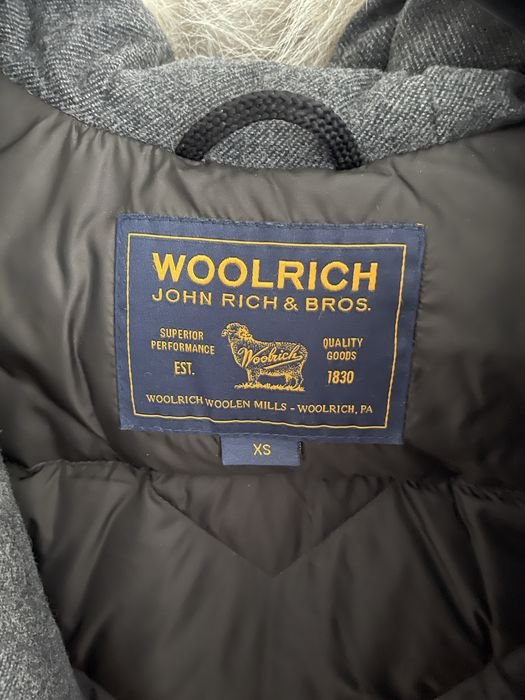 WOOLRICH
JOHN RICH & BROS.
SUPERIOR
PERFORMANCE
EST.
Woolrich
QUALITY
GOODS
1830
WOOLRICH WOOLEN MILLS - WOOLRICH, PA
XS